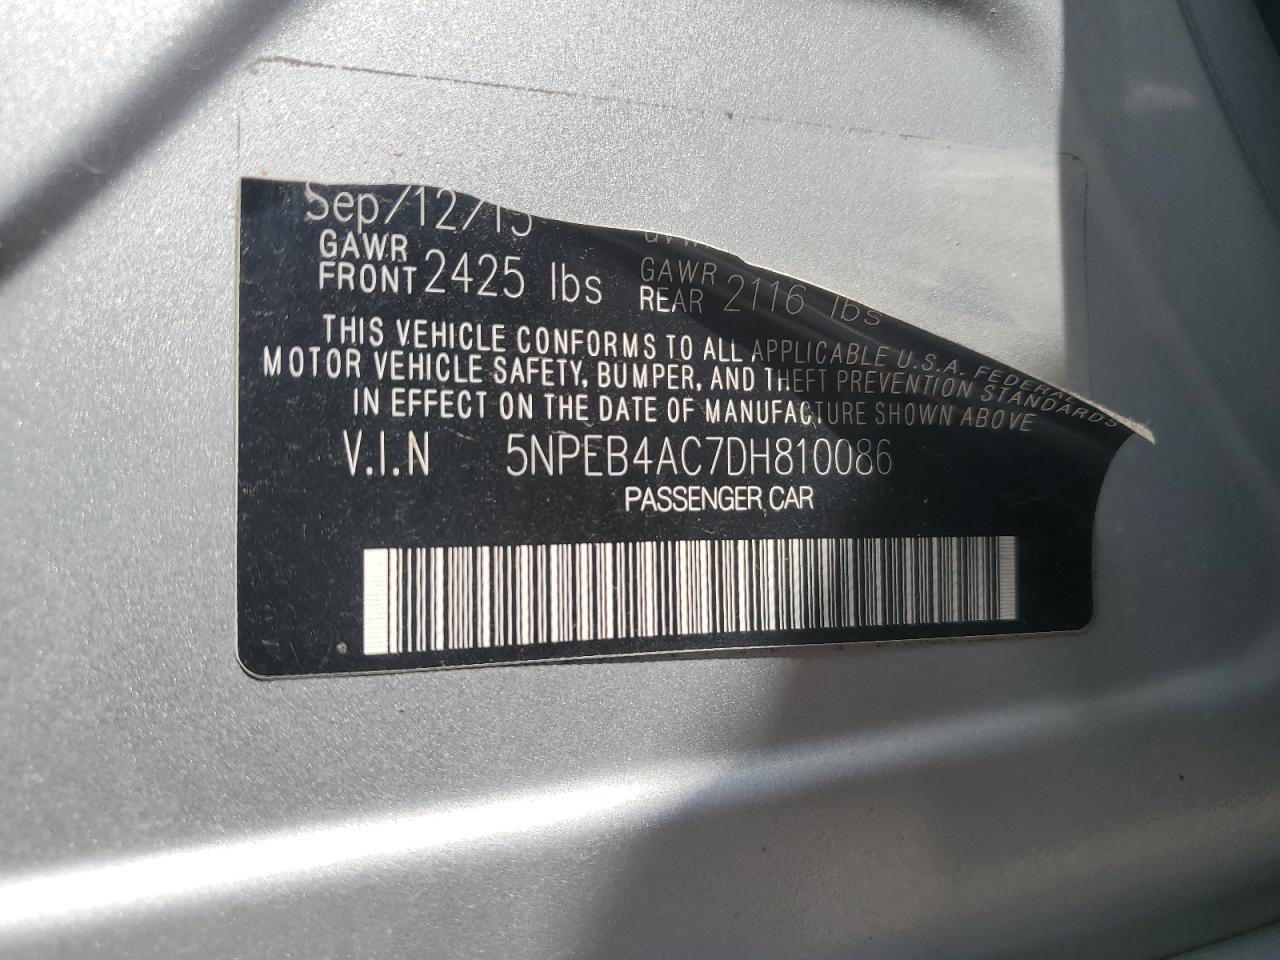 Sep/12/15
GAWR FRONT 2425 lbs GAWR REAR 2116 lbs
THIS VEHICLE CONFORMS TO ALL APPLICABLE U.S.A. FEDERAL
MOTOR VEHICLE SAFETY, BUMPER, AND THEFT PREVENTION STANDARDS
IN EFFECT ON THE DATE OF MANUFACTURE SHOWN ABOVE
V.I.N 5NPEB4AC7DH810086
PASSENGER CAR